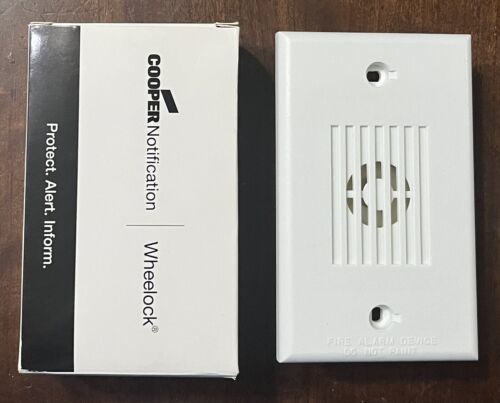 COOPER Notification
Wheelock®
Protect. Alert. Inform.
FIRE ALARM DEVICE
DO NOT PAINT